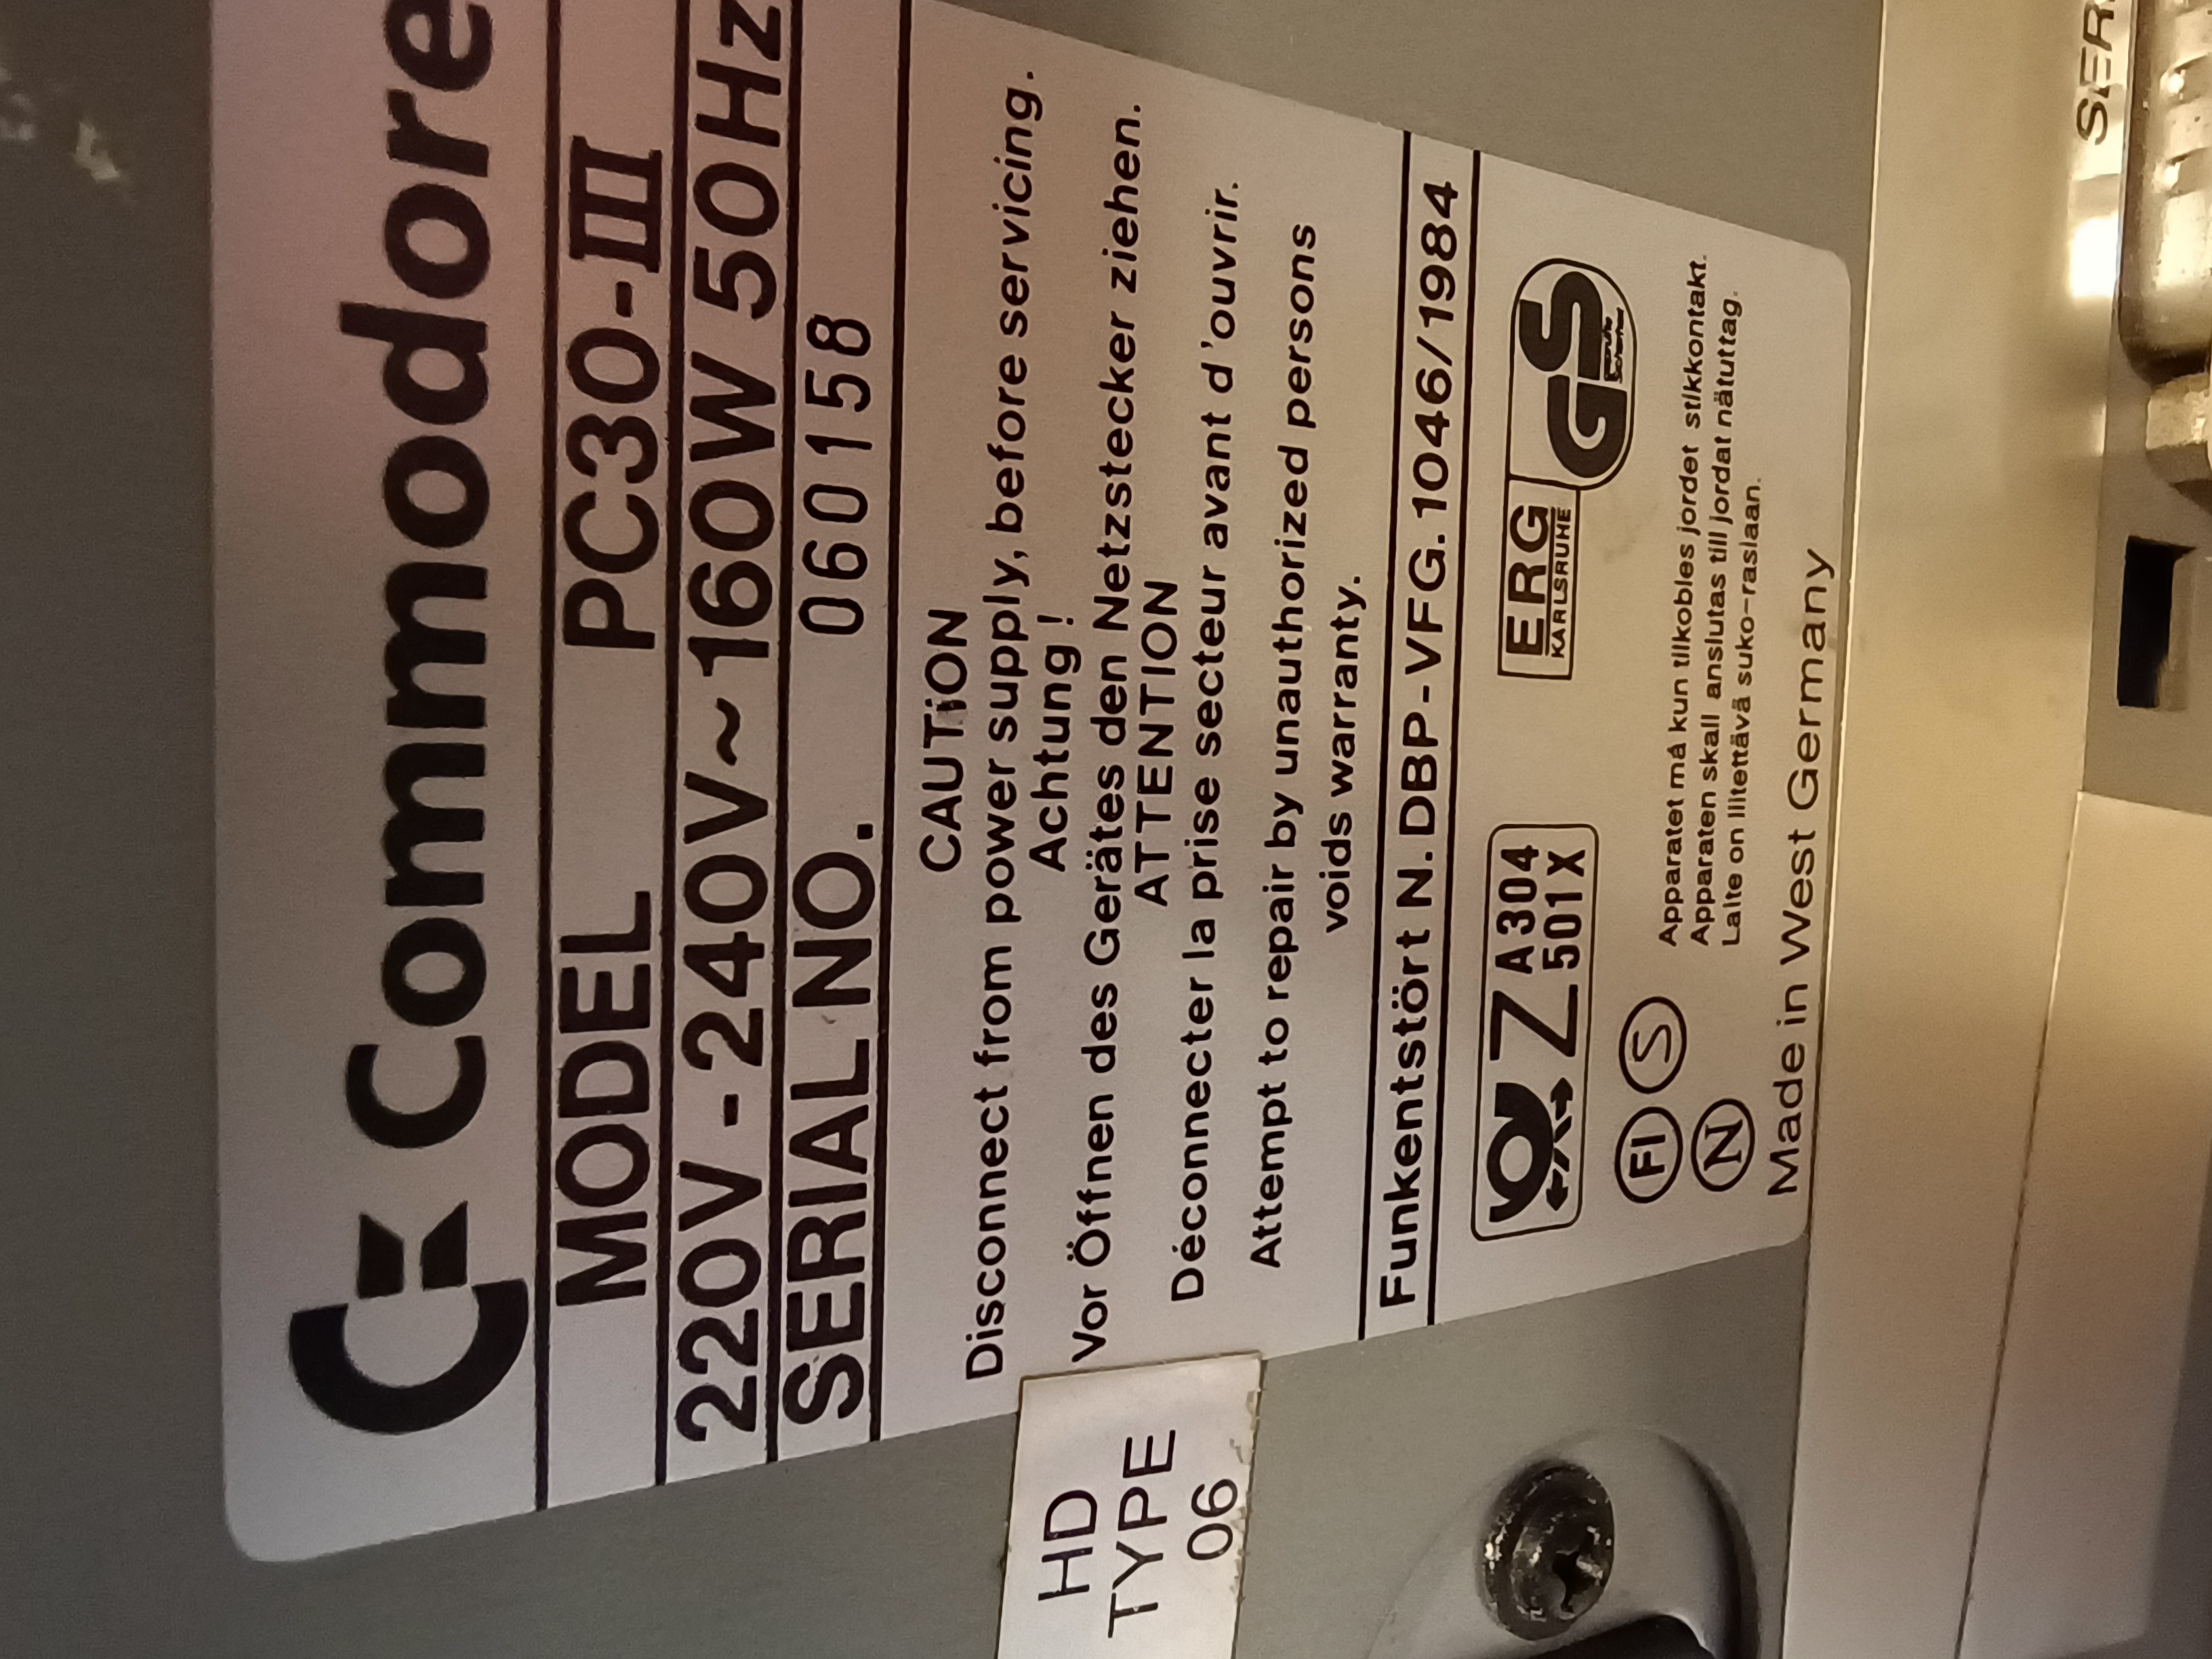 Commodore
MODEL PC30-III
220V-240V~160W 50Hz
SERIAL NO. 060158
CAUTiON
Disconnect from power supply, before servicing.
Achtung!
Vor Öffnen des Gerätes den Netzstecker ziehen.
ATTENTION
Déconnecter la prise secteur avant d'ouvrir.
Attempt to repair by unauthorized persons
voids warranty.
Funkentstört N. DBP-VFG. 1046/1984
Z A304
501X
ERG
KARLSRUHE
GS
FI S
N
Apparatet må kun tilkobles jordet stikkontakt.
Apparaten skall anslutas till jordat nätuttag.
Laite on liitettävä suko-rasiaan.
Made in West Germany
HD
TYPE
06